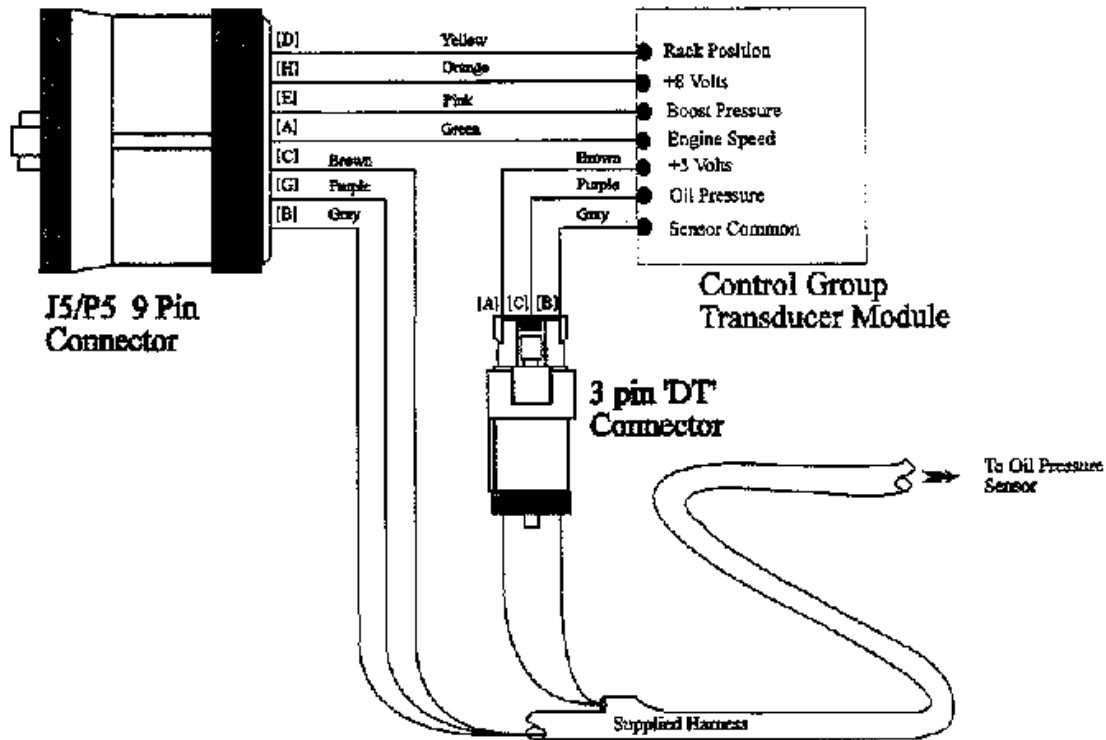 [D] Yellow Rack Position
[H] Orange +8 Volts
[E] Pink Boost Pressure
[A] Green Engine Speed
[C] Brown Brown +5 Volts
[G] Purple Purple Oil Pressure
[B] Gray Gray Sensor Common
J5/P5 9 Pin
Connector
Control Group
Transducer Module
[A] [C] [B]
3 pin 'DT'
Connector
To Oil Pressure
Sensor
Supplied Harness